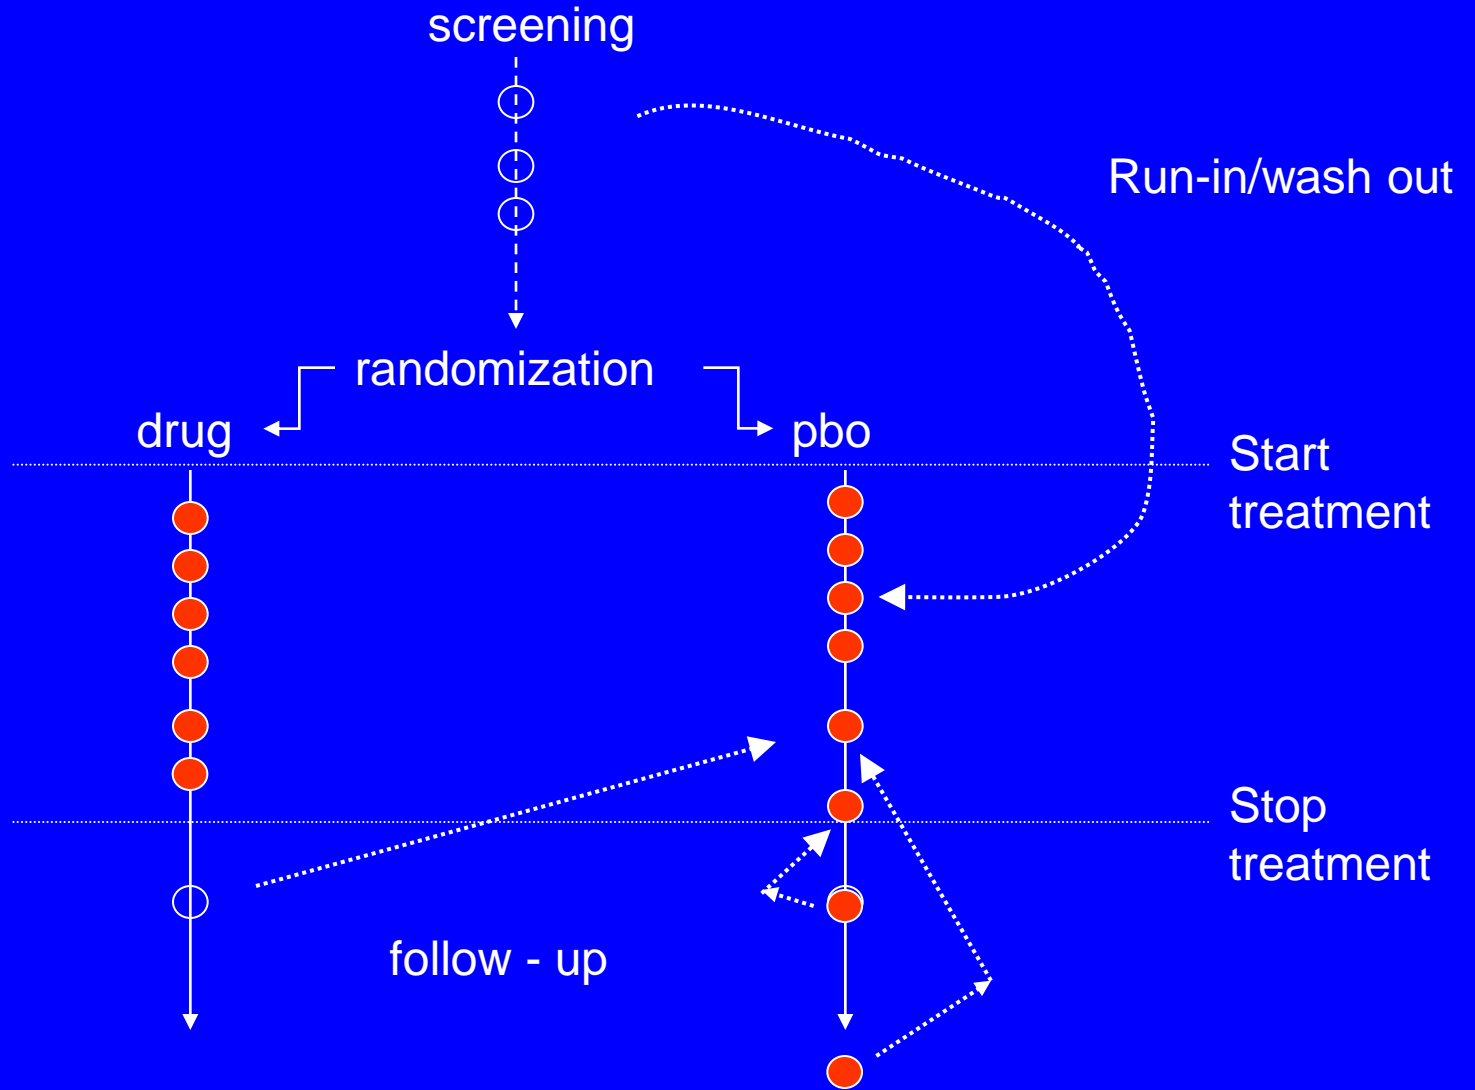 screening
Run-in/wash out
randomization
drug
pbo
Start
treatment
Stop
treatment
follow - up